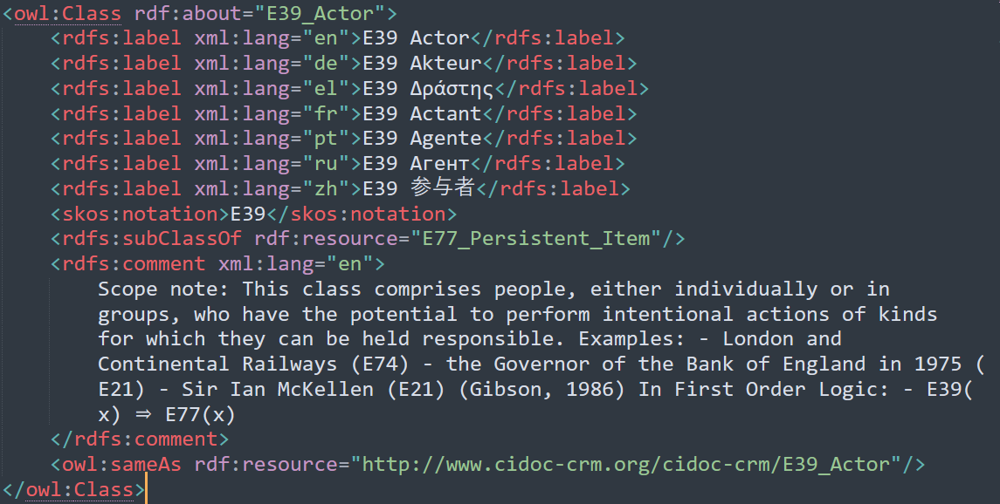 <owl:Class rdf:about="E39_Actor">
<rdfs:label xml:lang="en">E39 Actor</rdfs:label>
<rdfs:label xml:lang="de">E39 Akteur</rdfs:label>
<rdfs:label xml:lang="el">E39 Δράστης</rdfs:label>
<rdfs:label xml:lang="fr">E39 Actant</rdfs:label>
<rdfs:label xml:lang="pt">E39 Agente</rdfs:label>
<rdfs:label xml:lang="ru">E39 Агент</rdfs:label>
<rdfs:label xml:lang="zh">E39 参与者</rdfs:label>
<skos:notation>E39</skos:notation>
<rdfs:subClassOf rdf:resource="E77_Persistent_Item"/>
<rdfs:comment xml:lang="en">
Scope note: This class comprises people, either individually or in
groups, who have the potential to perform intentional actions of kinds
for which they can be held responsible. Examples: - London and
Continental Railways (E74) - the Governor of the Bank of England in 1975 (
E21) - Sir Ian McKellen (E21) (Gibson, 1986) In First Order Logic: - E39(
x) ⇒ E77(x)
</rdfs:comment>
<owl:sameAs rdf:resource="http://www.cidoc-crm.org/cidoc-crm/E39_Actor"/>
</owl:Class>